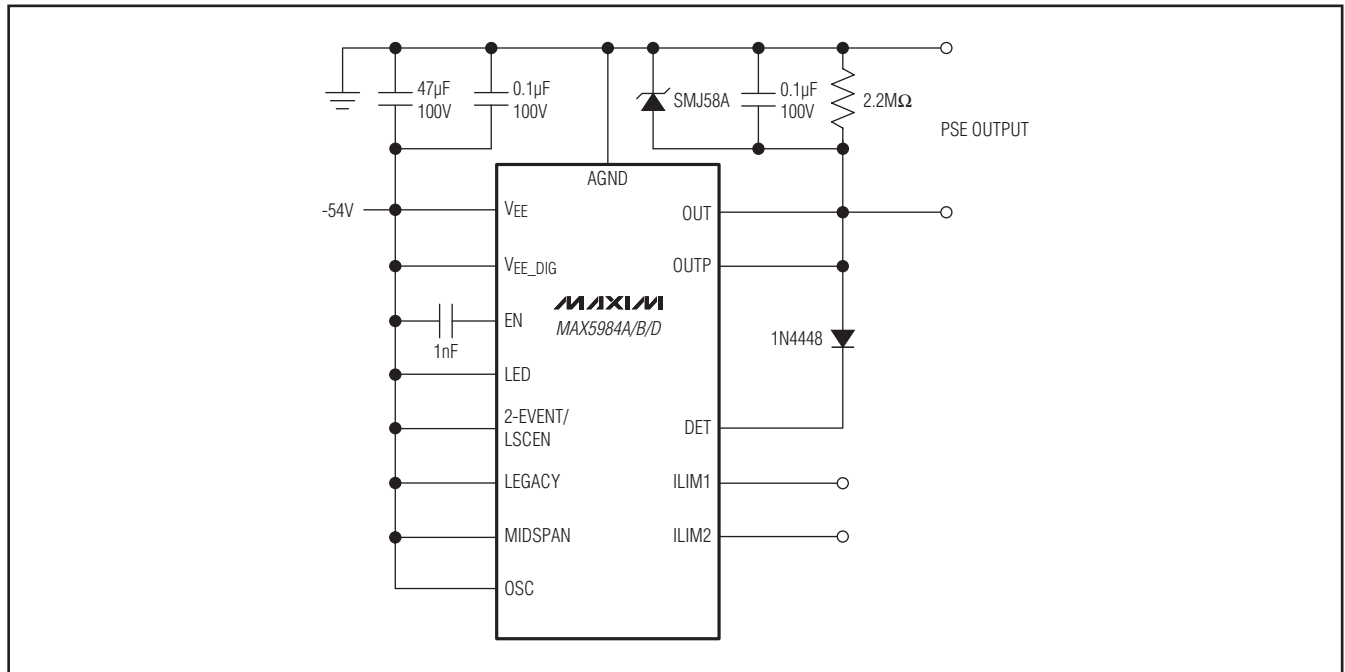 47µF
100V
0.1µF
100V
SMJ58A
0.1µF
100V
2.2MΩ
PSE OUTPUT
AGND
-54V
VEE
OUT
VEE_DIG
OUTP
MAXIM
MAX5984A/B/D
EN
1nF
1N4448
LED
2-EVENT/
LSCEN
DET
LEGACY
ILIM1
MIDSPAN
ILIM2
OSC